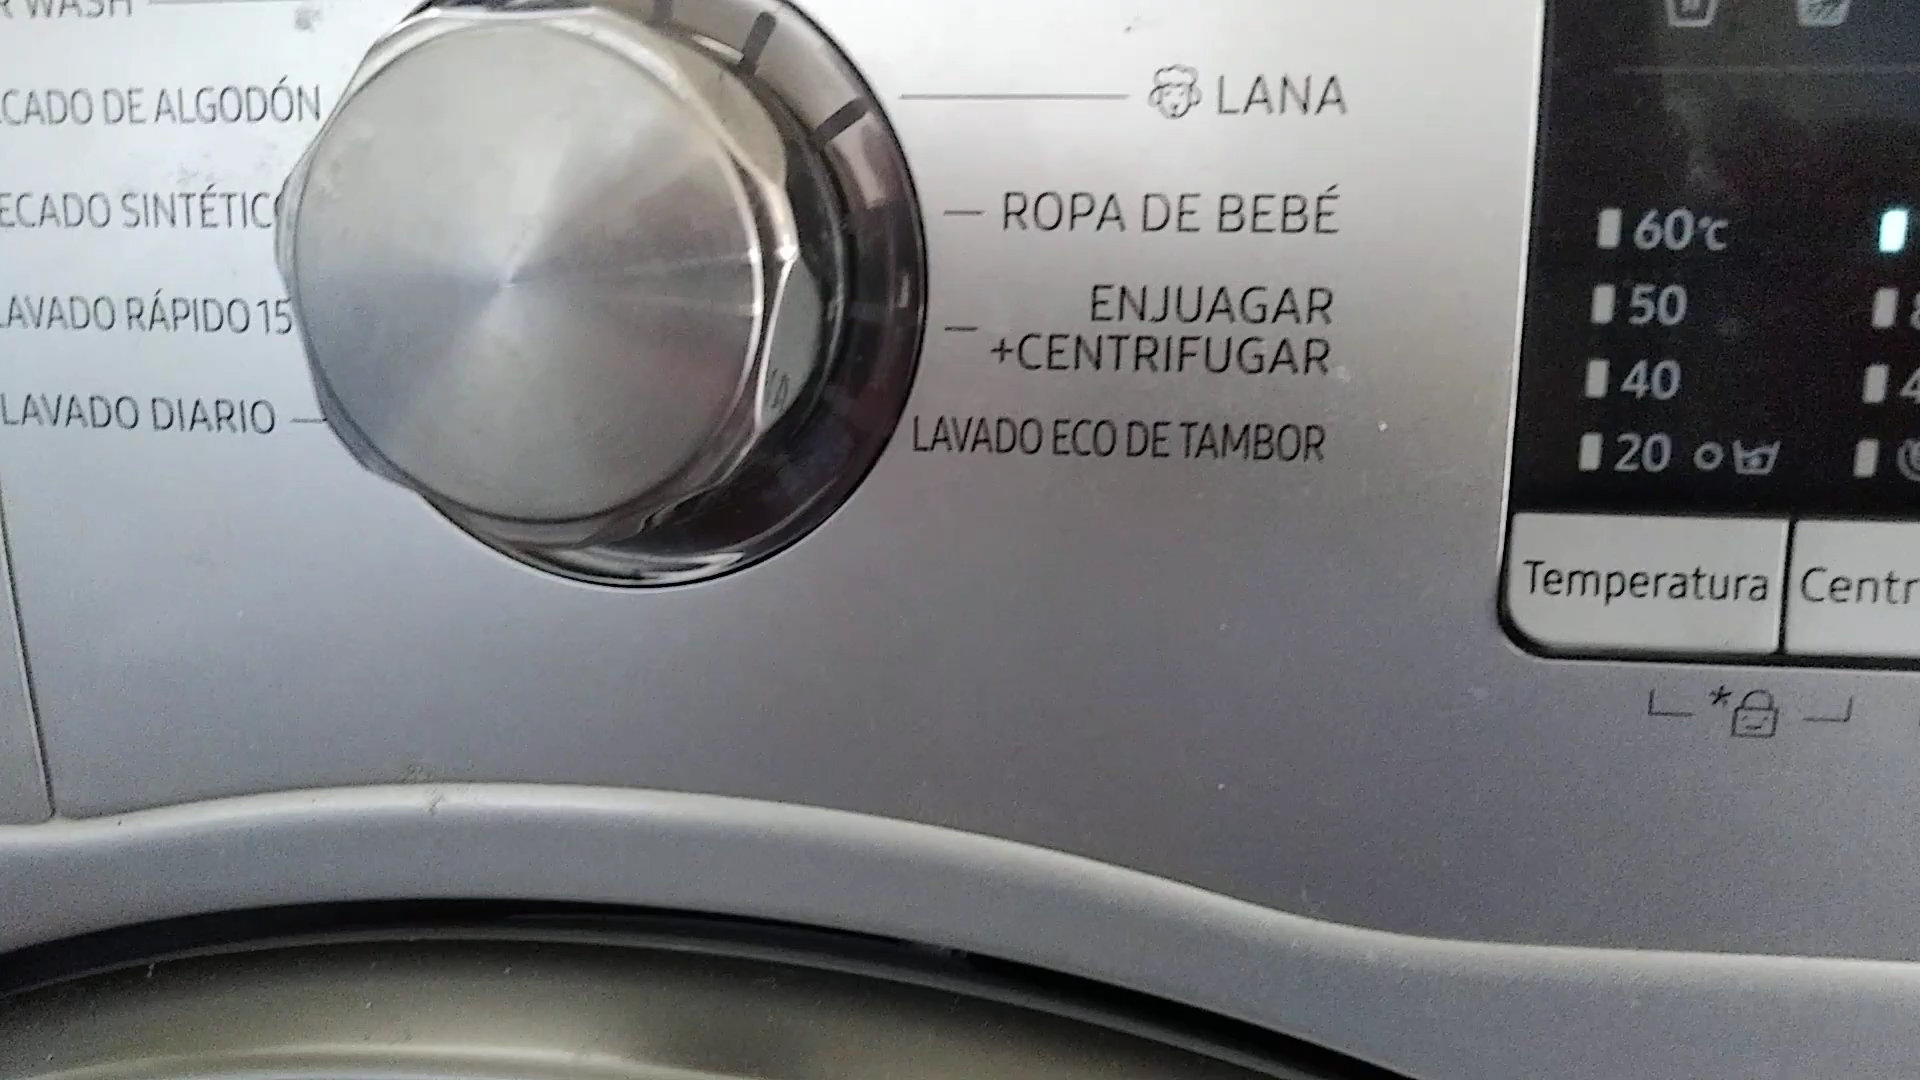 WASH
CADO DE ALGODÓN
ECADO SINTÉTIC
LAVADO RÁPIDO 15
LAVADO DIARIO
LANA
ROPA DE BEBÉ
ENJUAGAR
+CENTRIFUGAR
LAVADO ECO DE TAMBOR
60°C
50
40
20
Temperatura
Centr
*